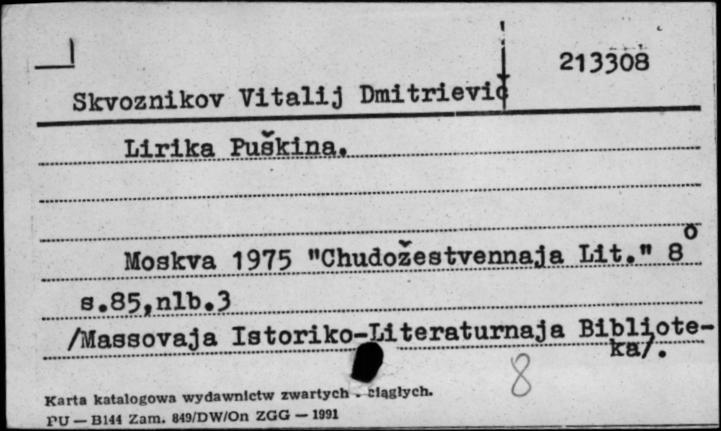 213308
Skvoznikov Vitalij Dmitrievič
Lirika Puškina.
Moskva 1975 "Chudožestvennaja Lit." 8°
s.85,nlb.3
/Massovaja Istoriko-Literaturnaja Bibliote-
ka/.
8
Karta katalogowa wydawnictw zwartych - ciągłych.
PU — B144 Zam. 849/DW/On ZGG — 1991